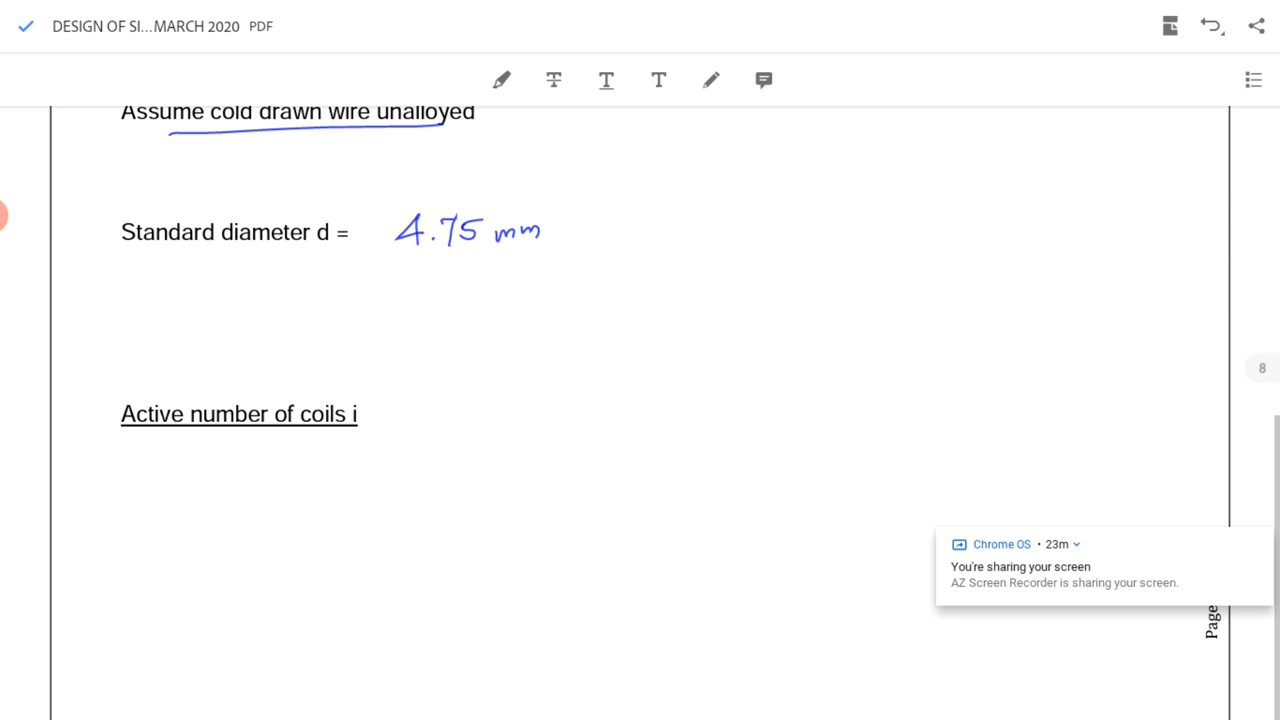 DESIGN OF SI...MARCH 2020 PDF
Assume cold drawn wire unalloyed
Standard diameter d = 4.75 mm
8
Active number of coils i
Chrome OS • 23m
You're sharing your screen
AZ Screen Recorder is sharing your screen.
Page